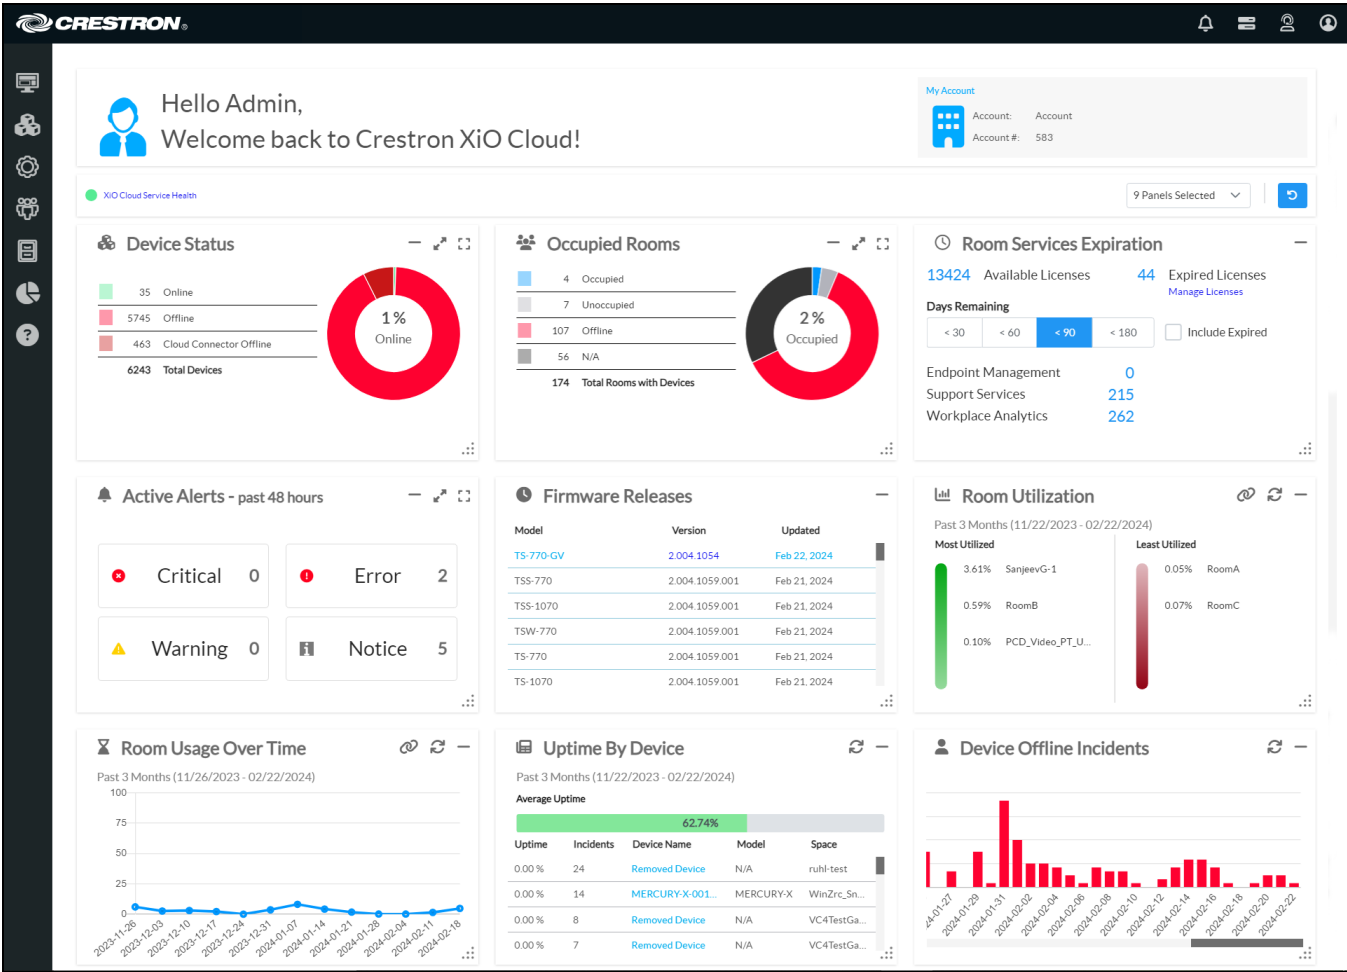 CRESTRON®
Hello Admin,
Welcome back to Crestron XiO Cloud!
My Account
Account: Account
Account #: 583
XiO Cloud Service Health
9 Panels Selected
Device Status
35 Online
5745 Offline
463 Cloud Connector Offline
6243 Total Devices
1%
Online
Occupied Rooms
4 Occupied
7 Unoccupied
107 Offline
56 N/A
174 Total Rooms with Devices
2%
Occupied
Room Services Expiration
13424 Available Licenses 44 Expired Licenses
Manage Licenses
Days Remaining
< 30 < 60 < 90 < 180 Include Expired
Endpoint Management 0
Support Services 215
Workplace Analytics 262
Active Alerts - past 48 hours
Critical 0 Error 2
Warning 0 Notice 5
Firmware Releases
Model Version Updated
TS-770-GV 2.004.1054 Feb 22, 2024
TSS-770 2.004.1059.001 Feb 21, 2024
TSS-1070 2.004.1059.001 Feb 21, 2024
TSW-770 2.004.1059.001 Feb 21, 2024
TS-770 2.004.1059.001 Feb 21, 2024
TS-1070 2.004.1059.001 Feb 21, 2024
Room Utilization
Past 3 Months (11/22/2023 - 02/22/2024)
Most Utilized Least Utilized
3.61% SanjeevG-1 0.05% RoomA
0.59% RoomB 0.07% RoomC
0.10% PCD_Video_PT_U...
Room Usage Over Time
Past 3 Months (11/26/2023 - 02/22/2024)
100
75
50
25
0
2023-11-26 2023-12-03 2023-12-10 2023-12-17 2023-12-24 2023-12-31 2024-01-07 2024-01-14 2024-01-21 2024-01-28 2024-02-04 2024-02-11 2024-02-18
Uptime By Device
Past 3 Months (11/22/2023 - 02/22/2024)
Average Uptime
62.74%
Uptime Incidents Device Name Model Space
0.00 % 24 Removed Device N/A ruhl-test
0.00 % 14 MERCURY-X-001... MERCURY-X WinZrc_Sn...
0.00 % 8 Removed Device N/A VC4TestGa...
0.00 % 7 Removed Device N/A VC4TestGa...
Device Offline Incidents
2024-01-27 2024-01-29 2024-01-31 2024-02-02 2024-02-04 2024-02-06 2024-02-08 2024-02-10 2024-02-12 2024-02-14 2024-02-16 2024-02-18 2024-02-20 2024-02-22